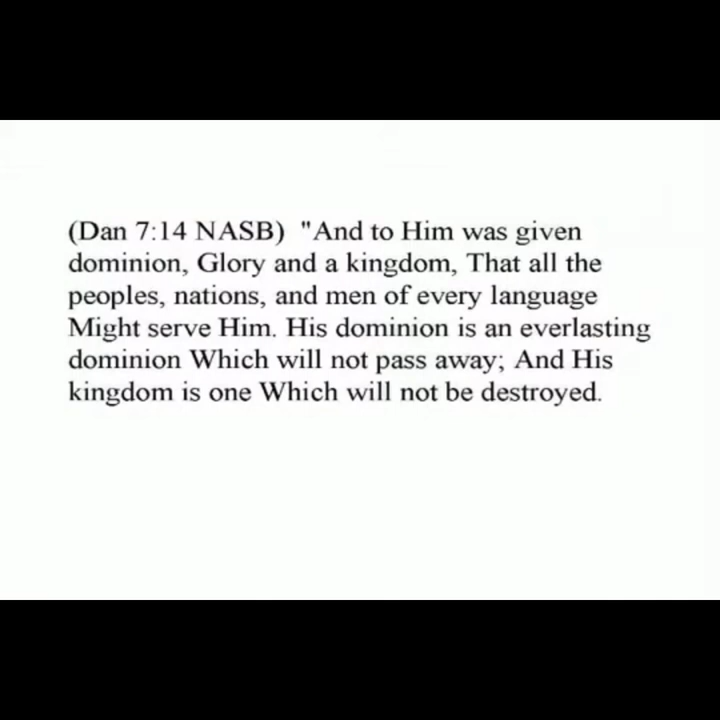 (Dan 7:14 NASB)  "And to Him was given
dominion, Glory and a kingdom, That all the
peoples, nations, and men of every language
Might serve Him. His dominion is an everlasting
dominion Which will not pass away; And His
kingdom is one Which will not be destroyed.